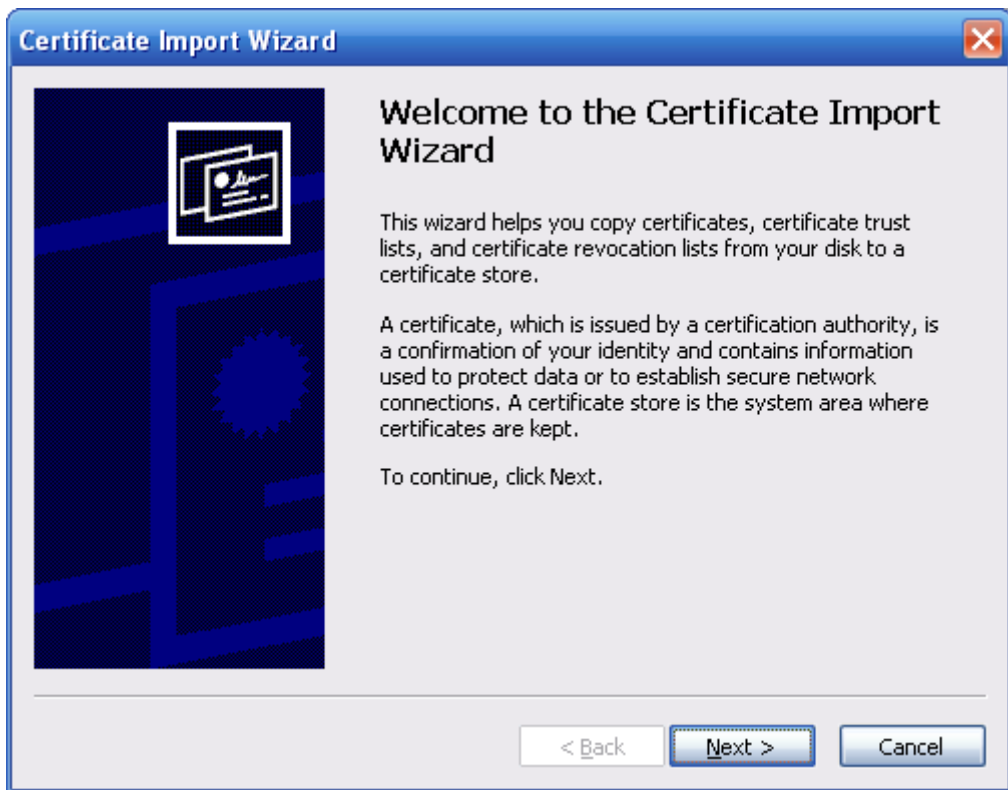 Certificate Import Wizard
Welcome to the Certificate Import
Wizard
This wizard helps you copy certificates, certificate trust
lists, and certificate revocation lists from your disk to a
certificate store.
A certificate, which is issued by a certification authority, is
a confirmation of your identity and contains information
used to protect data or to establish secure network
connections. A certificate store is the system area where
certificates are kept.
To continue, click Next.
< Back
Next >
Cancel